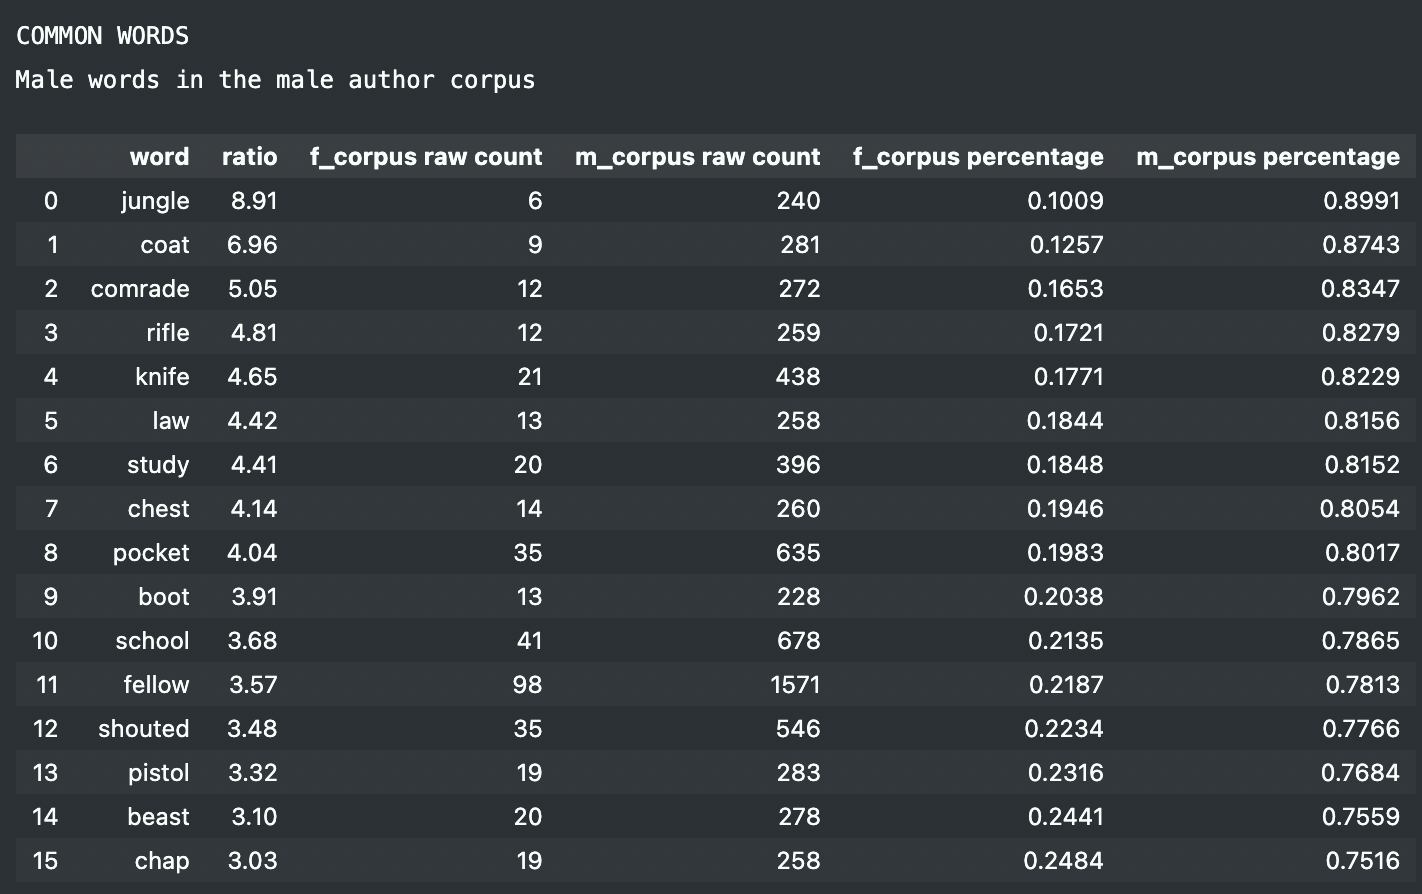 COMMON WORDS
Male words in the male author corpus
word ratio f_corpus raw count m_corpus raw count f_corpus percentage m_corpus percentage
0 jungle 8.91 6 240 0.1009 0.8991
1 coat 6.96 9 281 0.1257 0.8743
2 comrade 5.05 12 272 0.1653 0.8347
3 rifle 4.81 12 259 0.1721 0.8279
4 knife 4.65 21 438 0.1771 0.8229
5 law 4.42 13 258 0.1844 0.8156
6 study 4.41 20 396 0.1848 0.8152
7 chest 4.14 14 260 0.1946 0.8054
8 pocket 4.04 35 635 0.1983 0.8017
9 boot 3.91 13 228 0.2038 0.7962
10 school 3.68 41 678 0.2135 0.7865
11 fellow 3.57 98 1571 0.2187 0.7813
12 shouted 3.48 35 546 0.2234 0.7766
13 pistol 3.32 19 283 0.2316 0.7684
14 beast 3.10 20 278 0.2441 0.7559
15 chap 3.03 19 258 0.2484 0.7516